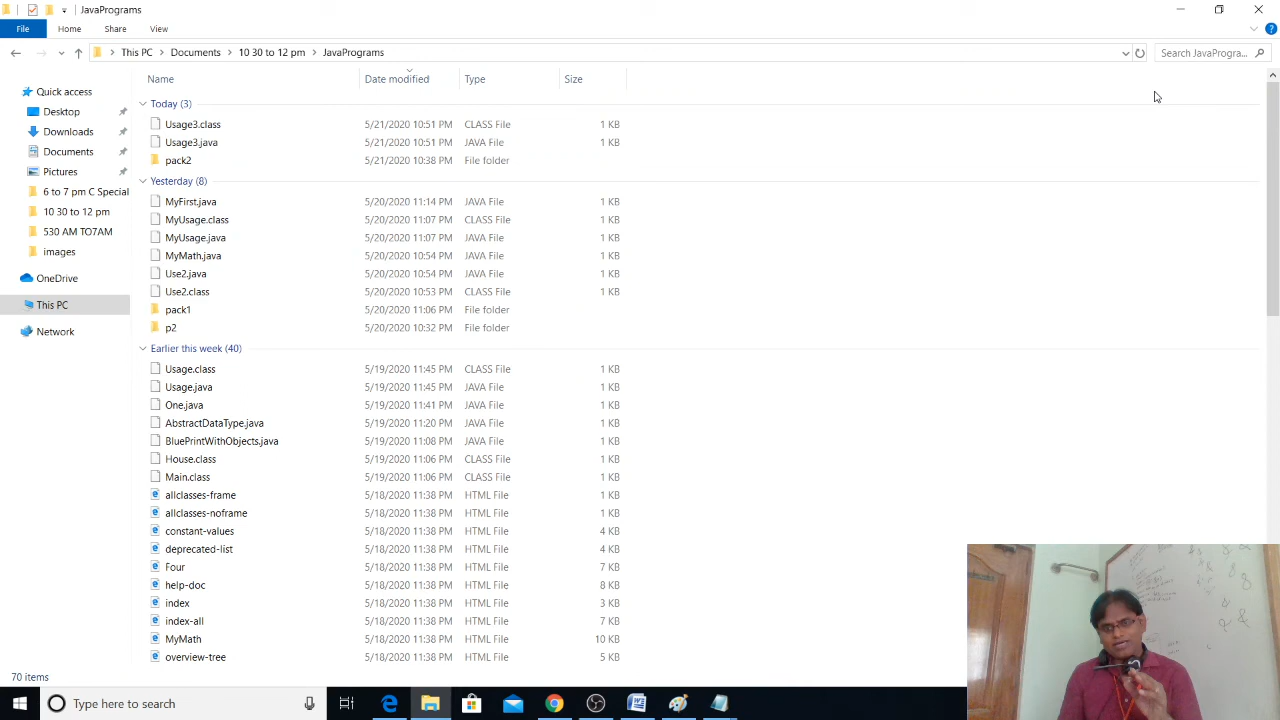 JavaPrograms
File Home Share View
This PC Documents 10 30 to 12 pm JavaPrograms
Search JavaProgra...
Name Date modified Type Size
Quick access
Desktop
Downloads
Documents
Pictures
6 to 7 pm C Special
10 30 to 12 pm
530 AM TO7AM
images
OneDrive
This PC
Network
Today (3)
Usage3.class 5/21/2020 10:51 PM CLASS File 1 KB
Usage3.java 5/21/2020 10:51 PM JAVA File 1 KB
pack2 5/21/2020 10:38 PM File folder
Yesterday (8)
MyFirst.java 5/20/2020 11:14 PM JAVA File 1 KB
MyUsage.class 5/20/2020 11:07 PM CLASS File 1 KB
MyUsage.java 5/20/2020 11:07 PM JAVA File 1 KB
MyMath.java 5/20/2020 10:54 PM JAVA File 1 KB
Use2.java 5/20/2020 10:54 PM JAVA File 1 KB
Use2.class 5/20/2020 10:53 PM CLASS File 1 KB
pack1 5/20/2020 11:06 PM File folder
p2 5/20/2020 10:32 PM File folder
Earlier this week (40)
Usage.class 5/19/2020 11:45 PM CLASS File 1 KB
Usage.java 5/19/2020 11:45 PM JAVA File 1 KB
One.java 5/19/2020 11:41 PM JAVA File 1 KB
AbstractDataType.java 5/19/2020 11:20 PM JAVA File 1 KB
BluePrintWithObjects.java 5/19/2020 11:08 PM JAVA File 1 KB
House.class 5/19/2020 11:06 PM CLASS File 1 KB
Main.class 5/19/2020 11:06 PM CLASS File 1 KB
allclasses-frame 5/18/2020 11:38 PM HTML File 1 KB
allclasses-noframe 5/18/2020 11:38 PM HTML File 1 KB
constant-values 5/18/2020 11:38 PM HTML File 4 KB
deprecated-list 5/18/2020 11:38 PM HTML File 4 KB
Four 5/18/2020 11:38 PM HTML File 7 KB
help-doc 5/18/2020 11:38 PM HTML File 8 KB
index 5/18/2020 11:38 PM HTML File 3 KB
index-all 5/18/2020 11:38 PM HTML File 7 KB
MyMath 5/18/2020 11:38 PM HTML File 10 KB
overview-tree 5/18/2020 11:38 PM HTML File 5 KB
70 items
Type here to search